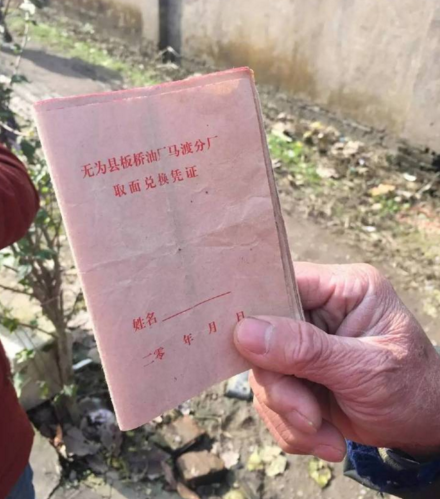 无为县板桥油厂马渡分厂
取面兑换凭证
姓名
二零 年 月 日